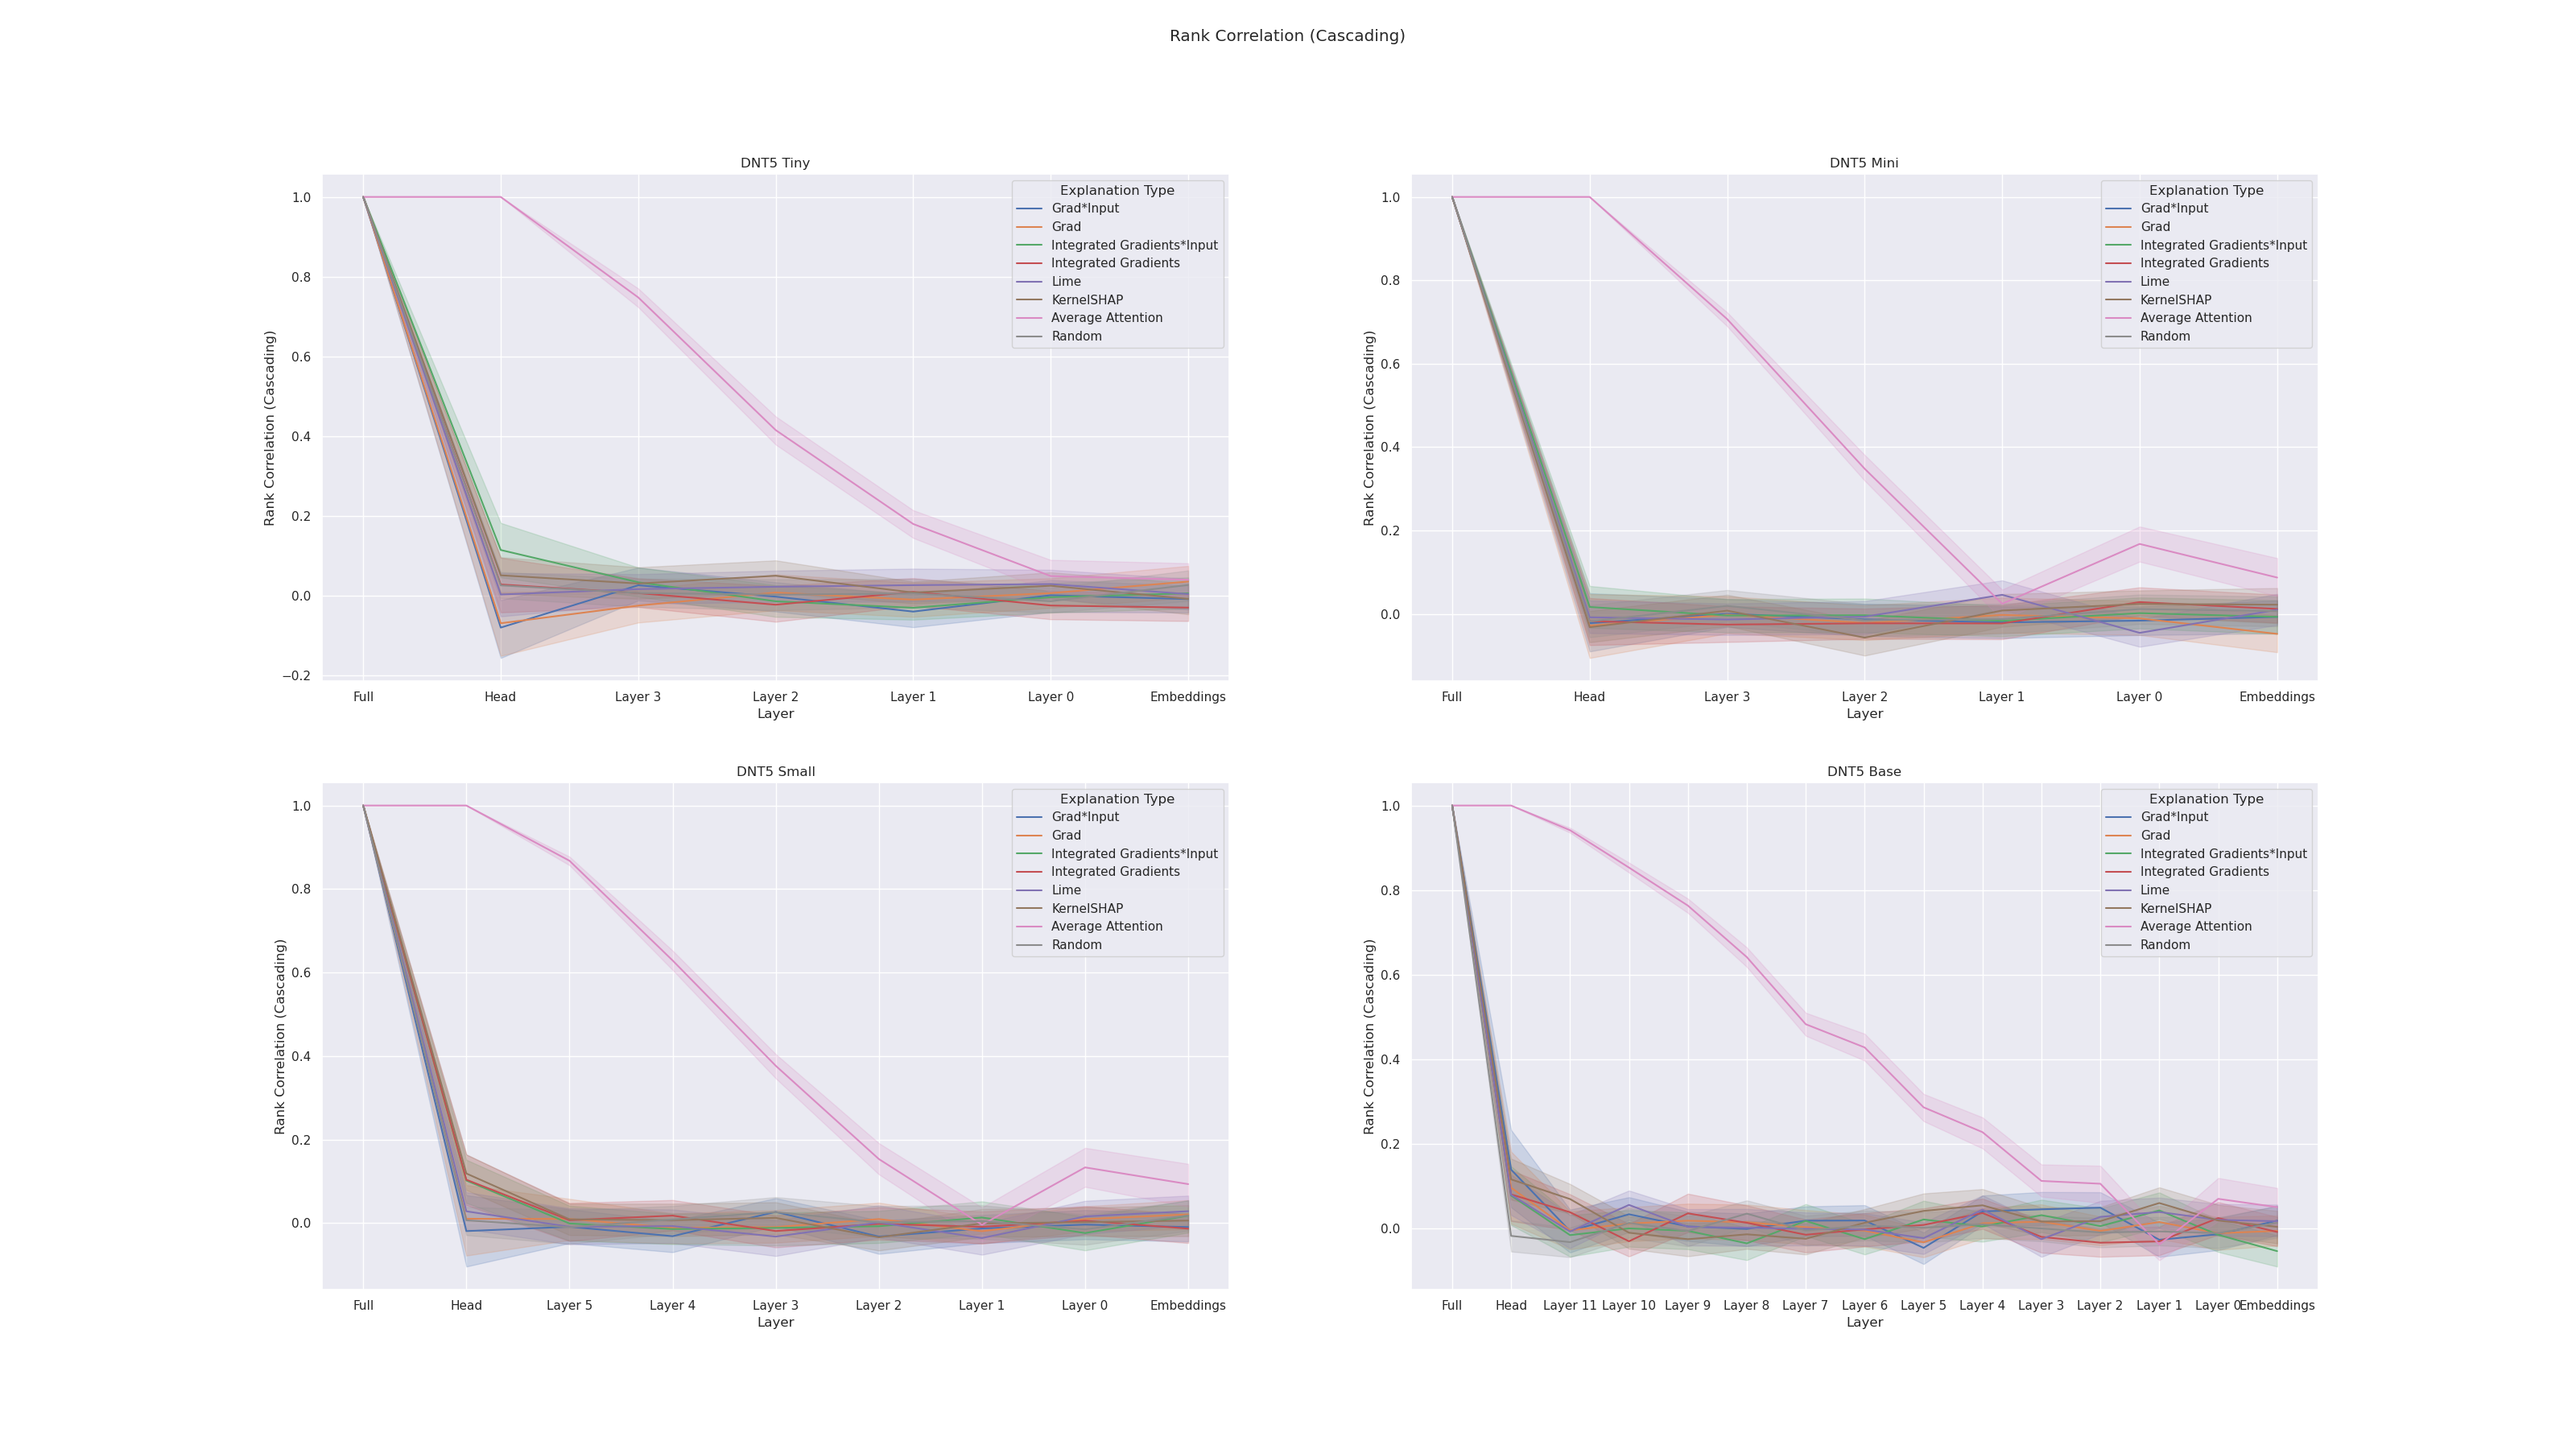 Rank Correlation (Cascading)
DNT5 Tiny
Rank Correlation (Cascading)
1.0
0.8
0.6
0.4
0.2
0.0
−0.2
Explanation Type
Grad*Input
Grad
Integrated Gradients*Input
Integrated Gradients
Lime
KernelSHAP
Average Attention
Random
Full Head Layer 3 Layer 2 Layer 1 Layer 0 Embeddings
Layer
DNT5 Mini
Rank Correlation (Cascading)
1.0
0.8
0.6
0.4
0.2
0.0
Explanation Type
Grad*Input
Grad
Integrated Gradients*Input
Integrated Gradients
Lime
KernelSHAP
Average Attention
Random
Full Head Layer 3 Layer 2 Layer 1 Layer 0 Embeddings
Layer
DNT5 Small
Rank Correlation (Cascading)
1.0
0.8
0.6
0.4
0.2
0.0
Explanation Type
Grad*Input
Grad
Integrated Gradients*Input
Integrated Gradients
Lime
KernelSHAP
Average Attention
Random
Full Head Layer 5 Layer 4 Layer 3 Layer 2 Layer 1 Layer 0 Embeddings
Layer
DNT5 Base
Rank Correlation (Cascading)
1.0
0.8
0.6
0.4
0.2
0.0
Explanation Type
Grad*Input
Grad
Integrated Gradients*Input
Integrated Gradients
Lime
KernelSHAP
Average Attention
Random
Full Head Layer 11 Layer 10 Layer 9 Layer 8 Layer 7 Layer 6 Layer 5 Layer 4 Layer 3 Layer 2 Layer 1 Layer 0 Embeddings
Layer